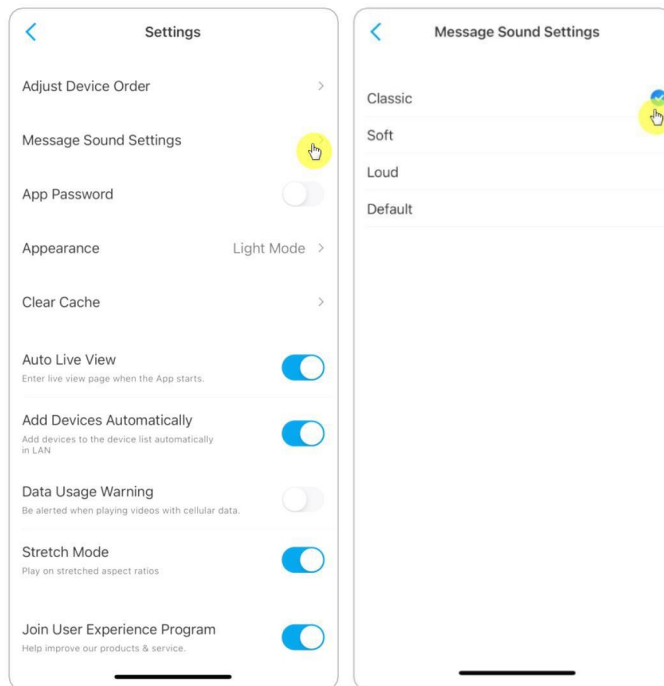 Settings
Adjust Device Order
Message Sound Settings
App Password
Appearance
Light Mode
Clear Cache
Auto Live View
Enter live view page when the App starts.
Add Devices Automatically
Add devices to the device list automatically
in LAN
Data Usage Warning
Be alerted when playing videos with cellular data.
Stretch Mode
Play on stretched aspect ratios
Join User Experience Program
Help improve our products & service.
Message Sound Settings
Classic
Soft
Loud
Default